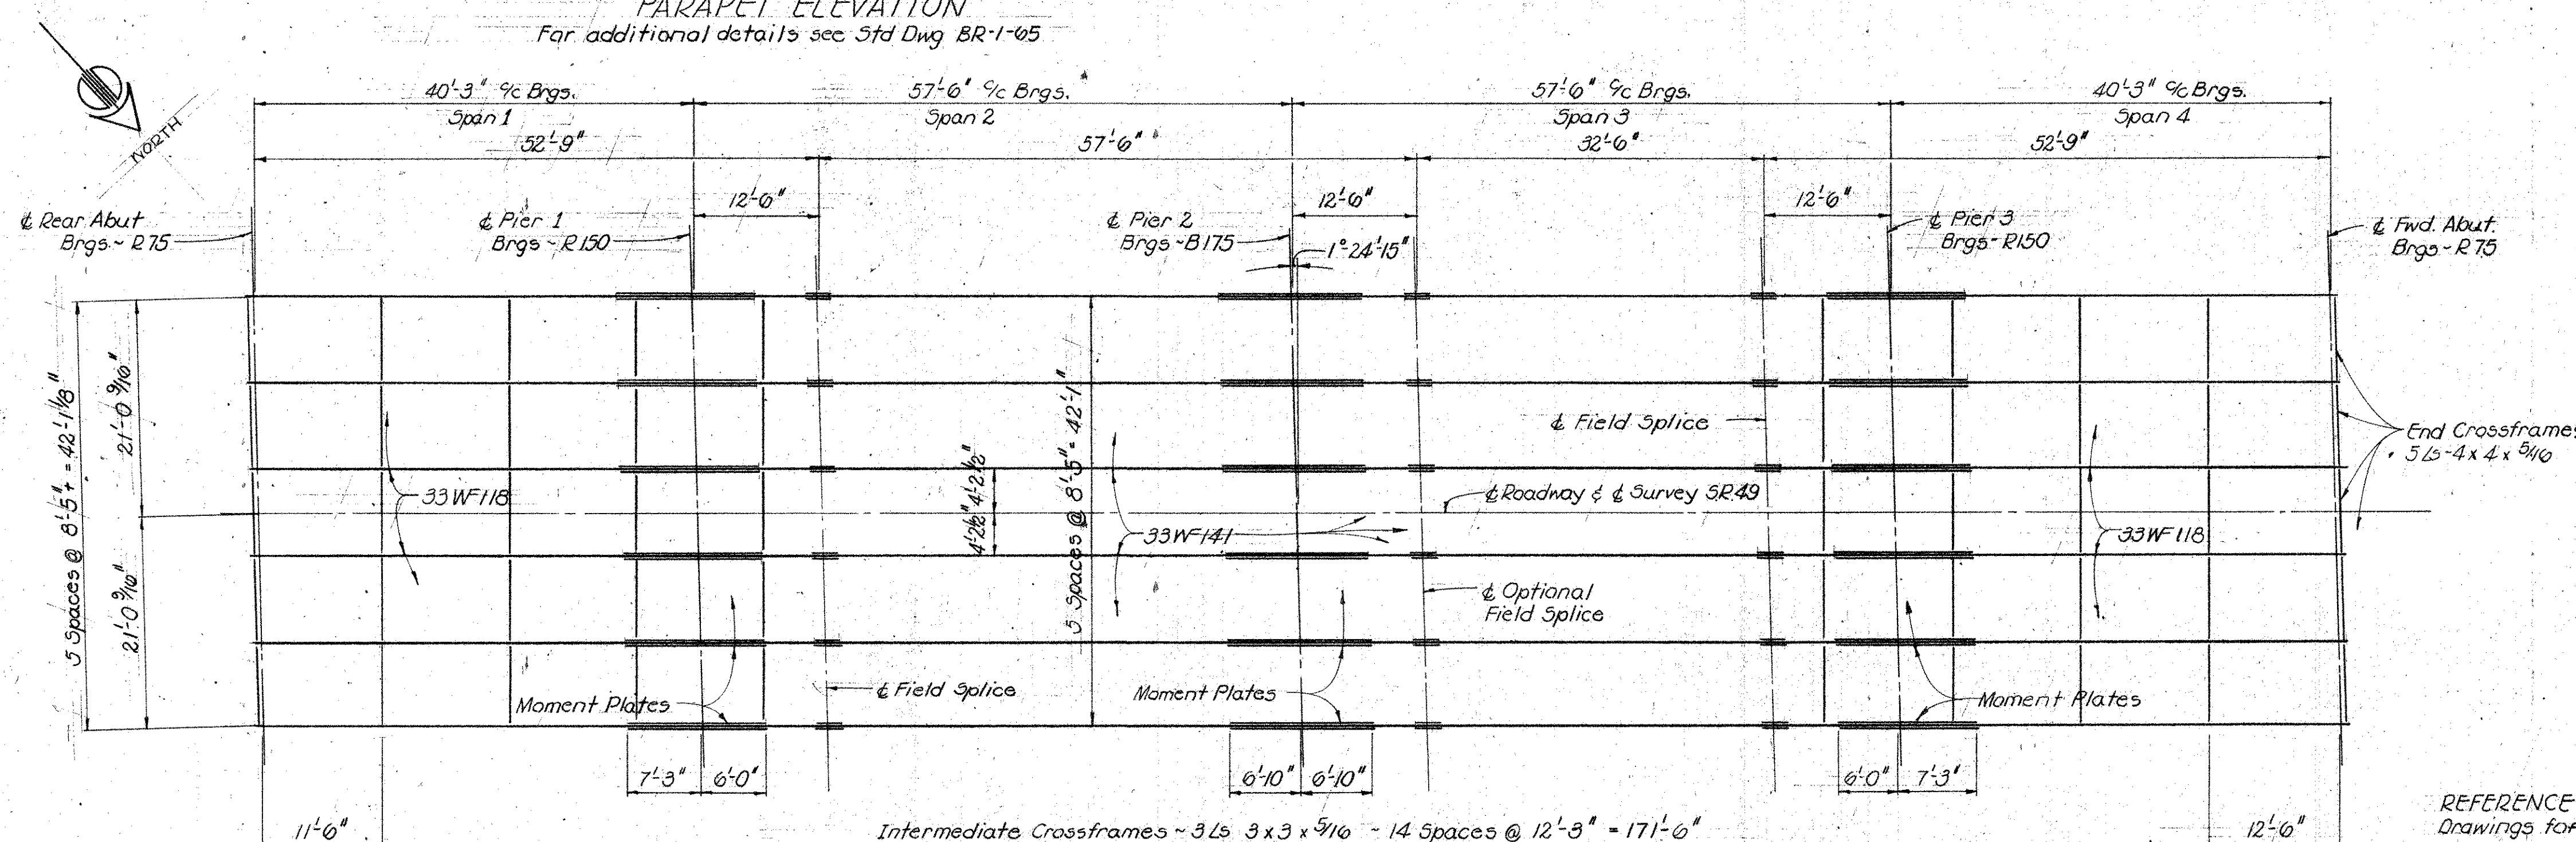 PARAPET ELEVATION
For additional details see Std Dwg BR-1-65
NORTH
40'-3" c/c Brgs.
57'-6" c/c Brgs.
57'-6" c/c Brgs.
40'-3" c/c Brgs.
Span 1
Span 2
Span 3
Span 4
52'-9"
57'-6"
32'-6"
52'-9"
12'-6"
12'-6"
12'-6"
℄ Rear Abut
Brgs.~R75
℄ Pier 1
Brgs~R150
℄ Pier 2
Brgs~B175
1°-24'-15"
℄ Pier 3
Brgs-R150
℄ Fwd. Abut.
Brgs-R75
5 Spaces @ 8'-5"+ = 42'-1 1/8"
21'-0 9/16"
21'-0 9/16"
33WF118
4'-2½"
4'-2½"
5 Spaces @ 8'-5" = 42'-1"
33WF141
℄ Field Splice
℄ Roadway & ℄ Survey S.R.49
℄ Optional
Field Splice
33WF118
End Crossframes
5 Ls-4 x 4 x 5/16
Moment Plates
℄ Field Splice
Moment Plates
Moment Plates
7'-3"
6'-0"
6'-10"
6'-10"
6'-0"
7'-3"
11'-6"
Intermediate Crossframes ~ 3 Ls 3 x 3 x 5/16 ~ 14 Spaces @ 12'-3" = 171'-6"
12'-6"
REFERENCE
Drawings for